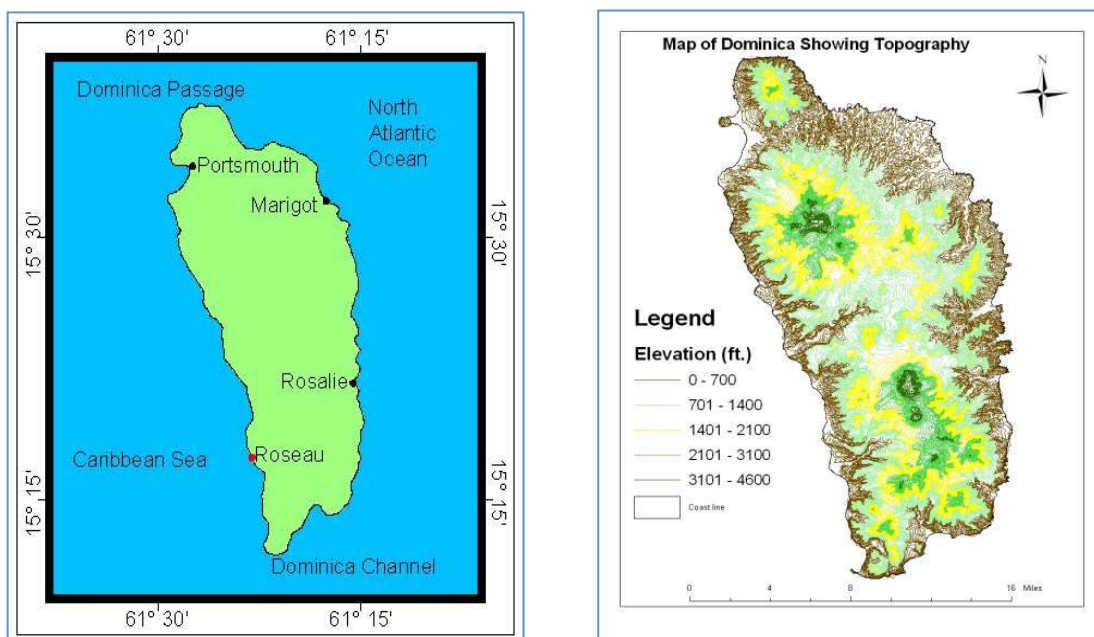 61° 30'
61° 15'
Dominica Passage
North
Atlantic
Ocean
Portsmouth
Marigot
15° 30'
15° 30'
Rosalie
Caribbean Sea
Roseau
15° 15'
15° 15'
Dominica Channel
61° 30'
61° 15'
Map of Dominica Showing Topography
N
Legend
Elevation (ft.)
0 - 700
701 - 1400
1401 - 2100
2101 - 3100
3101 - 4600
Coast line
0 4 8 16 Miles